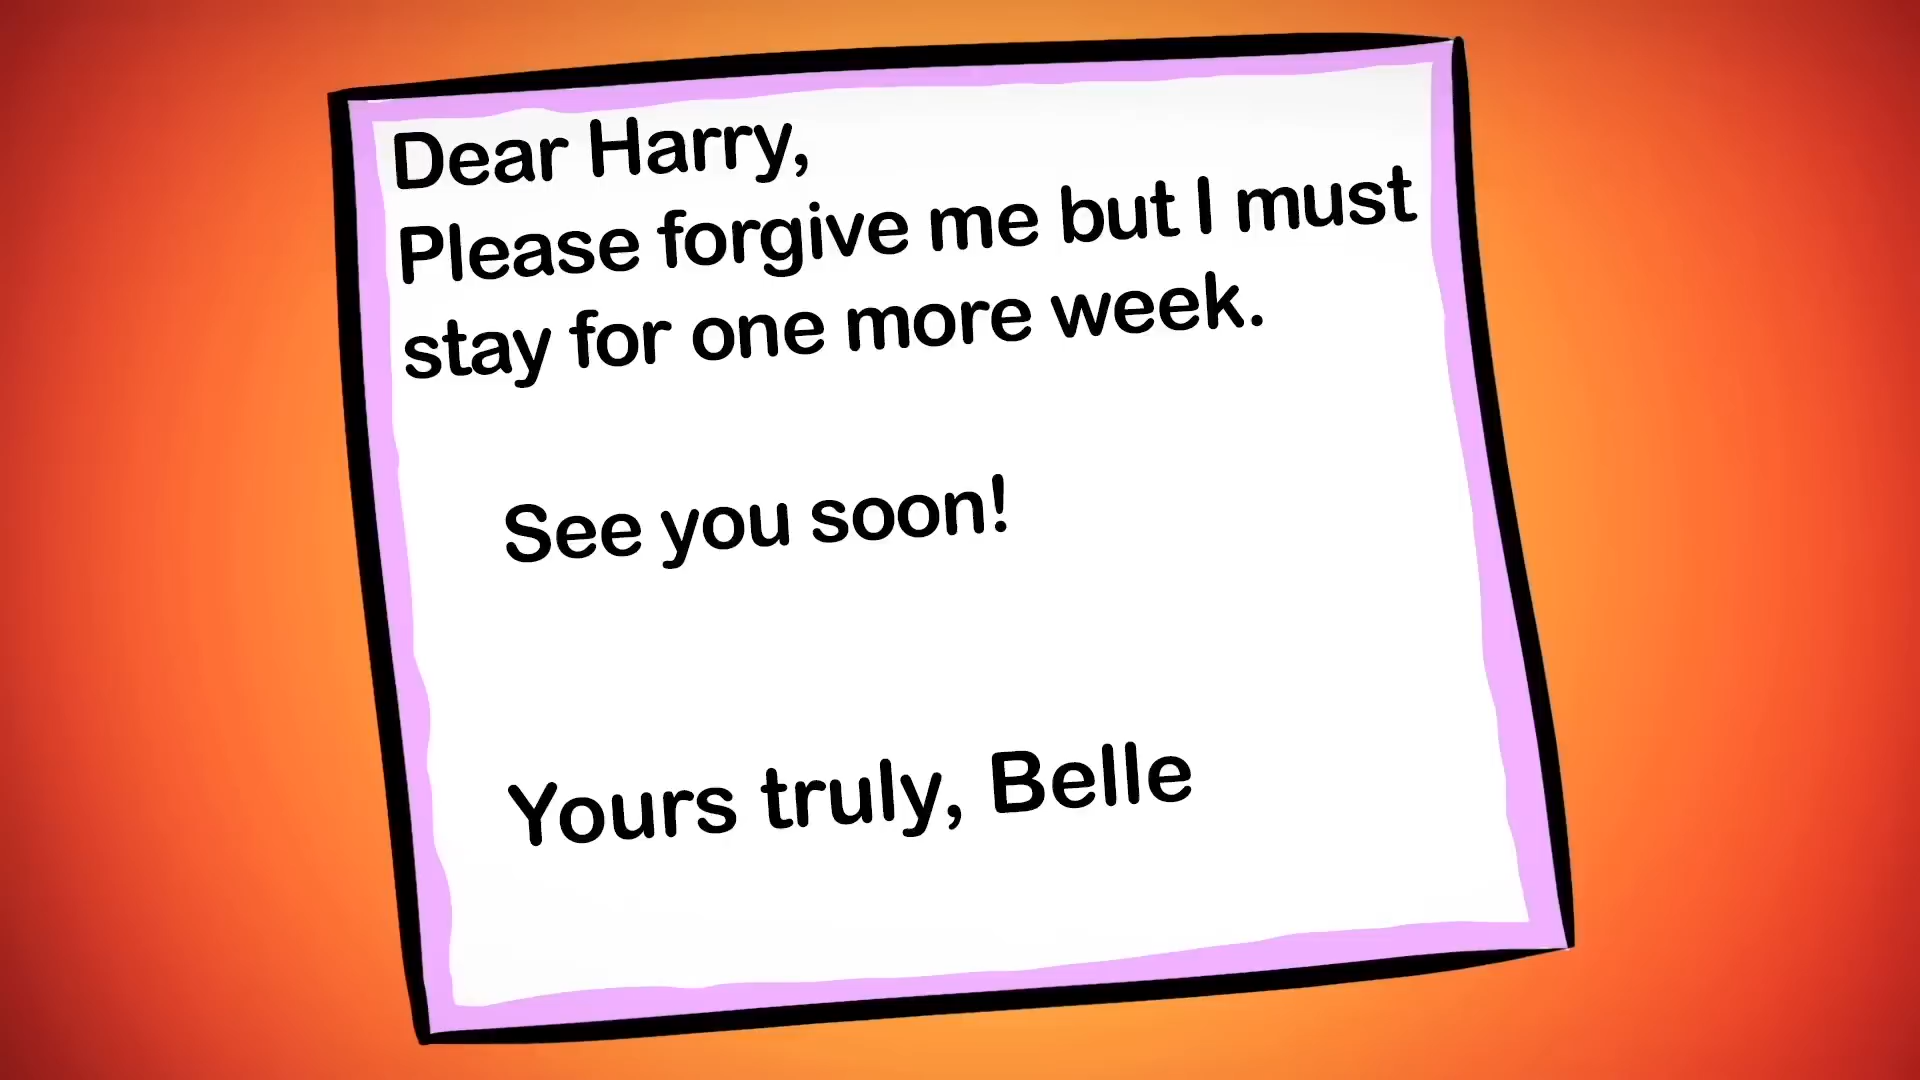 Dear Harry,
Please forgive me but I must
stay for one more week.
See you soon!
Yours truly, Belle